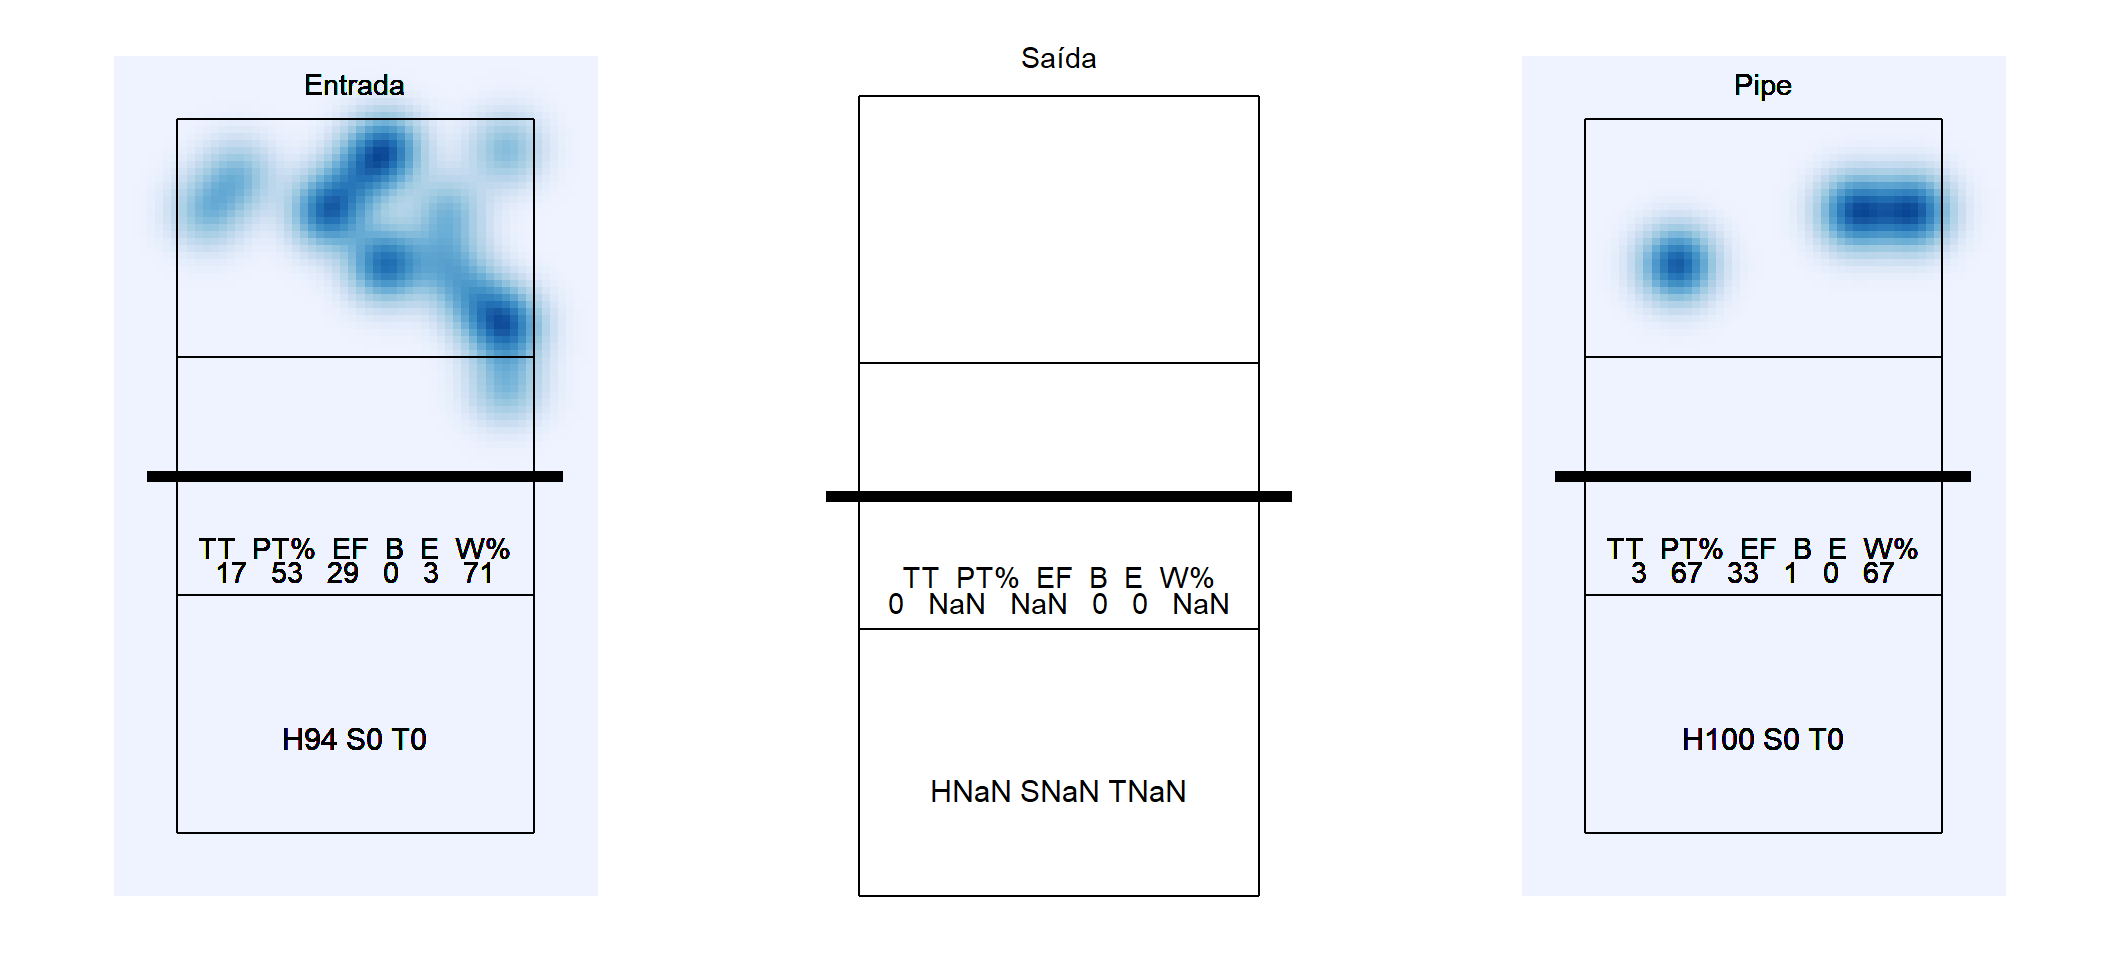 Entrada
TT PT% EF B E W%
17 53 29 0 3 71
H94 S0 T0
Saída
TT PT% EF B E W%
0 NaN NaN 0 0 NaN
HNaN SNaN TNaN
Pipe
TT PT% EF B E W%
3 67 33 1 0 67
H100 S0 T0